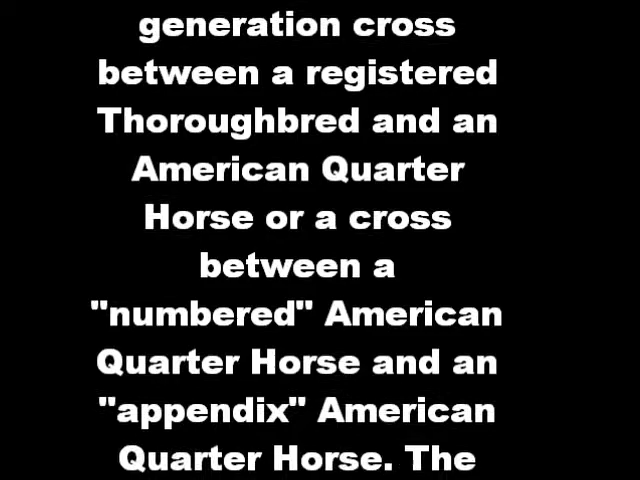 generation cross
between a registered
Thoroughbred and an
American Quarter
Horse or a cross
between a
"numbered" American
Quarter Horse and an
"appendix" American
Quarter Horse. The